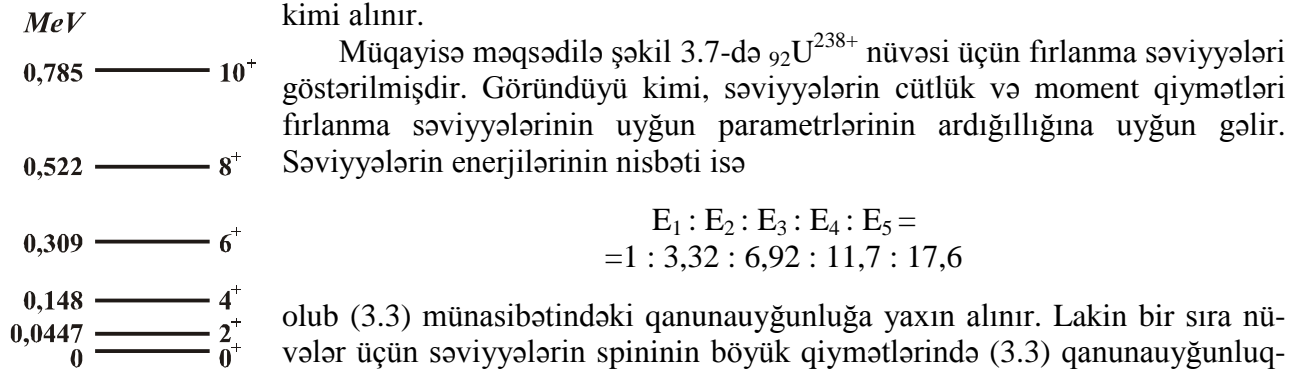 MeV
0,785 10⁺
0,522 8⁺
0,309 6⁺
0,148 4⁺
0,0447 2⁺
0 0⁺
kimi alınır.
Müqayisə məqsədilə şəkil 3.7-də ₉₂U²³⁸⁺ nüvəsi üçün fırlanma səviyyələri
göstərilmişdir. Göründüyü kimi, səviyyələrin cütlük və moment qiymətləri
fırlanma səviyyələrinin uyğun parametrlərinin ardığıllığına uyğun gəlir.
Səviyyələrin enerjilərinin nisbəti isə
E₁ : E₂ : E₃ : E₄ : E₅ =
=1 : 3,32 : 6,92 : 11,7 : 17,6
olub (3.3) münasibətindəki qanunauyğunluğa yaxın alınır. Lakin bir sıra nü-
vələr üçün səviyyələrin spininin böyük qiymətlərində (3.3) qanunauyğunluq-